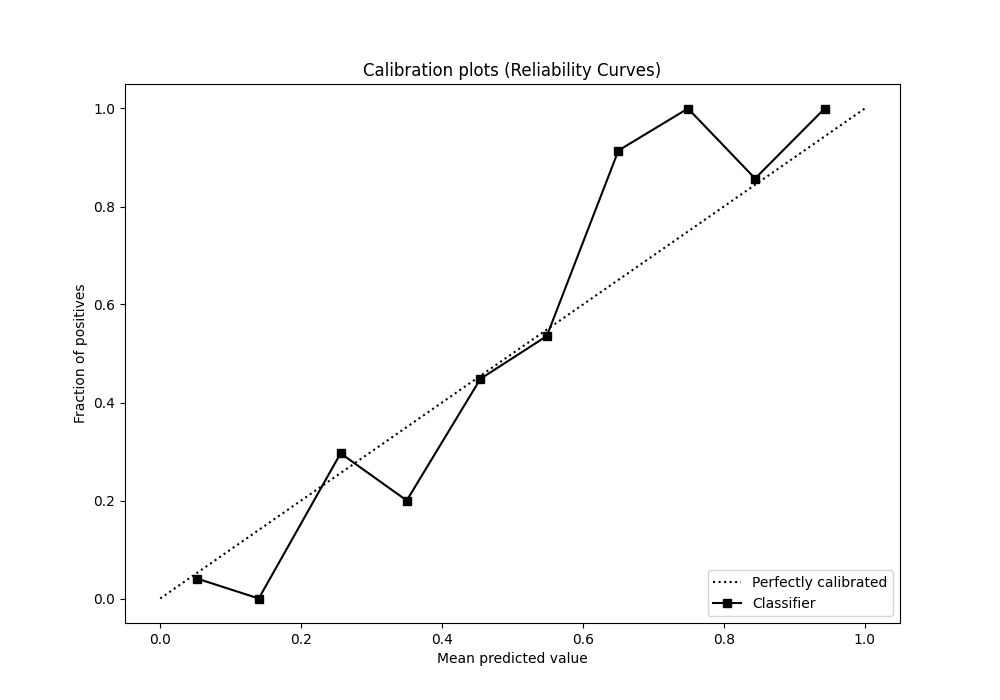 Calibration plots (Reliability Curves)
Fraction of positives
1.0
0.8
0.6
0.4
0.2
0.0
0.0 0.2 0.4 0.6 0.8 1.0
Mean predicted value
Perfectly calibrated
Classifier